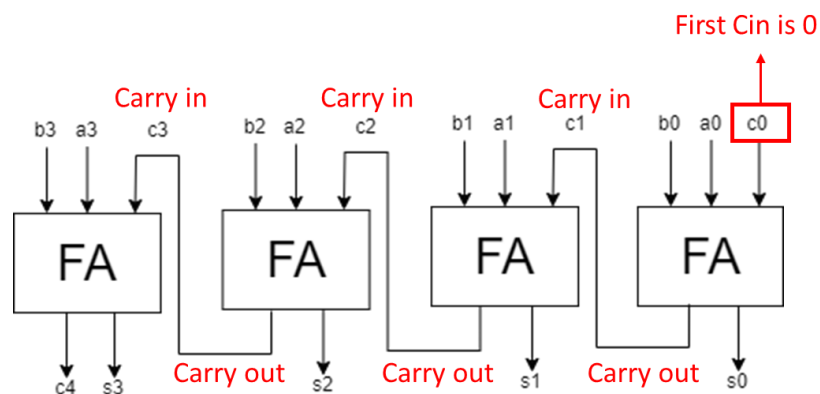 First Cin is 0
Carry in Carry in Carry in
b3 a3 c3 b2 a2 c2 b1 a1 c1 b0 a0 c0
FA FA FA FA
Carry out Carry out Carry out
c4 s3 s2 s1 s0